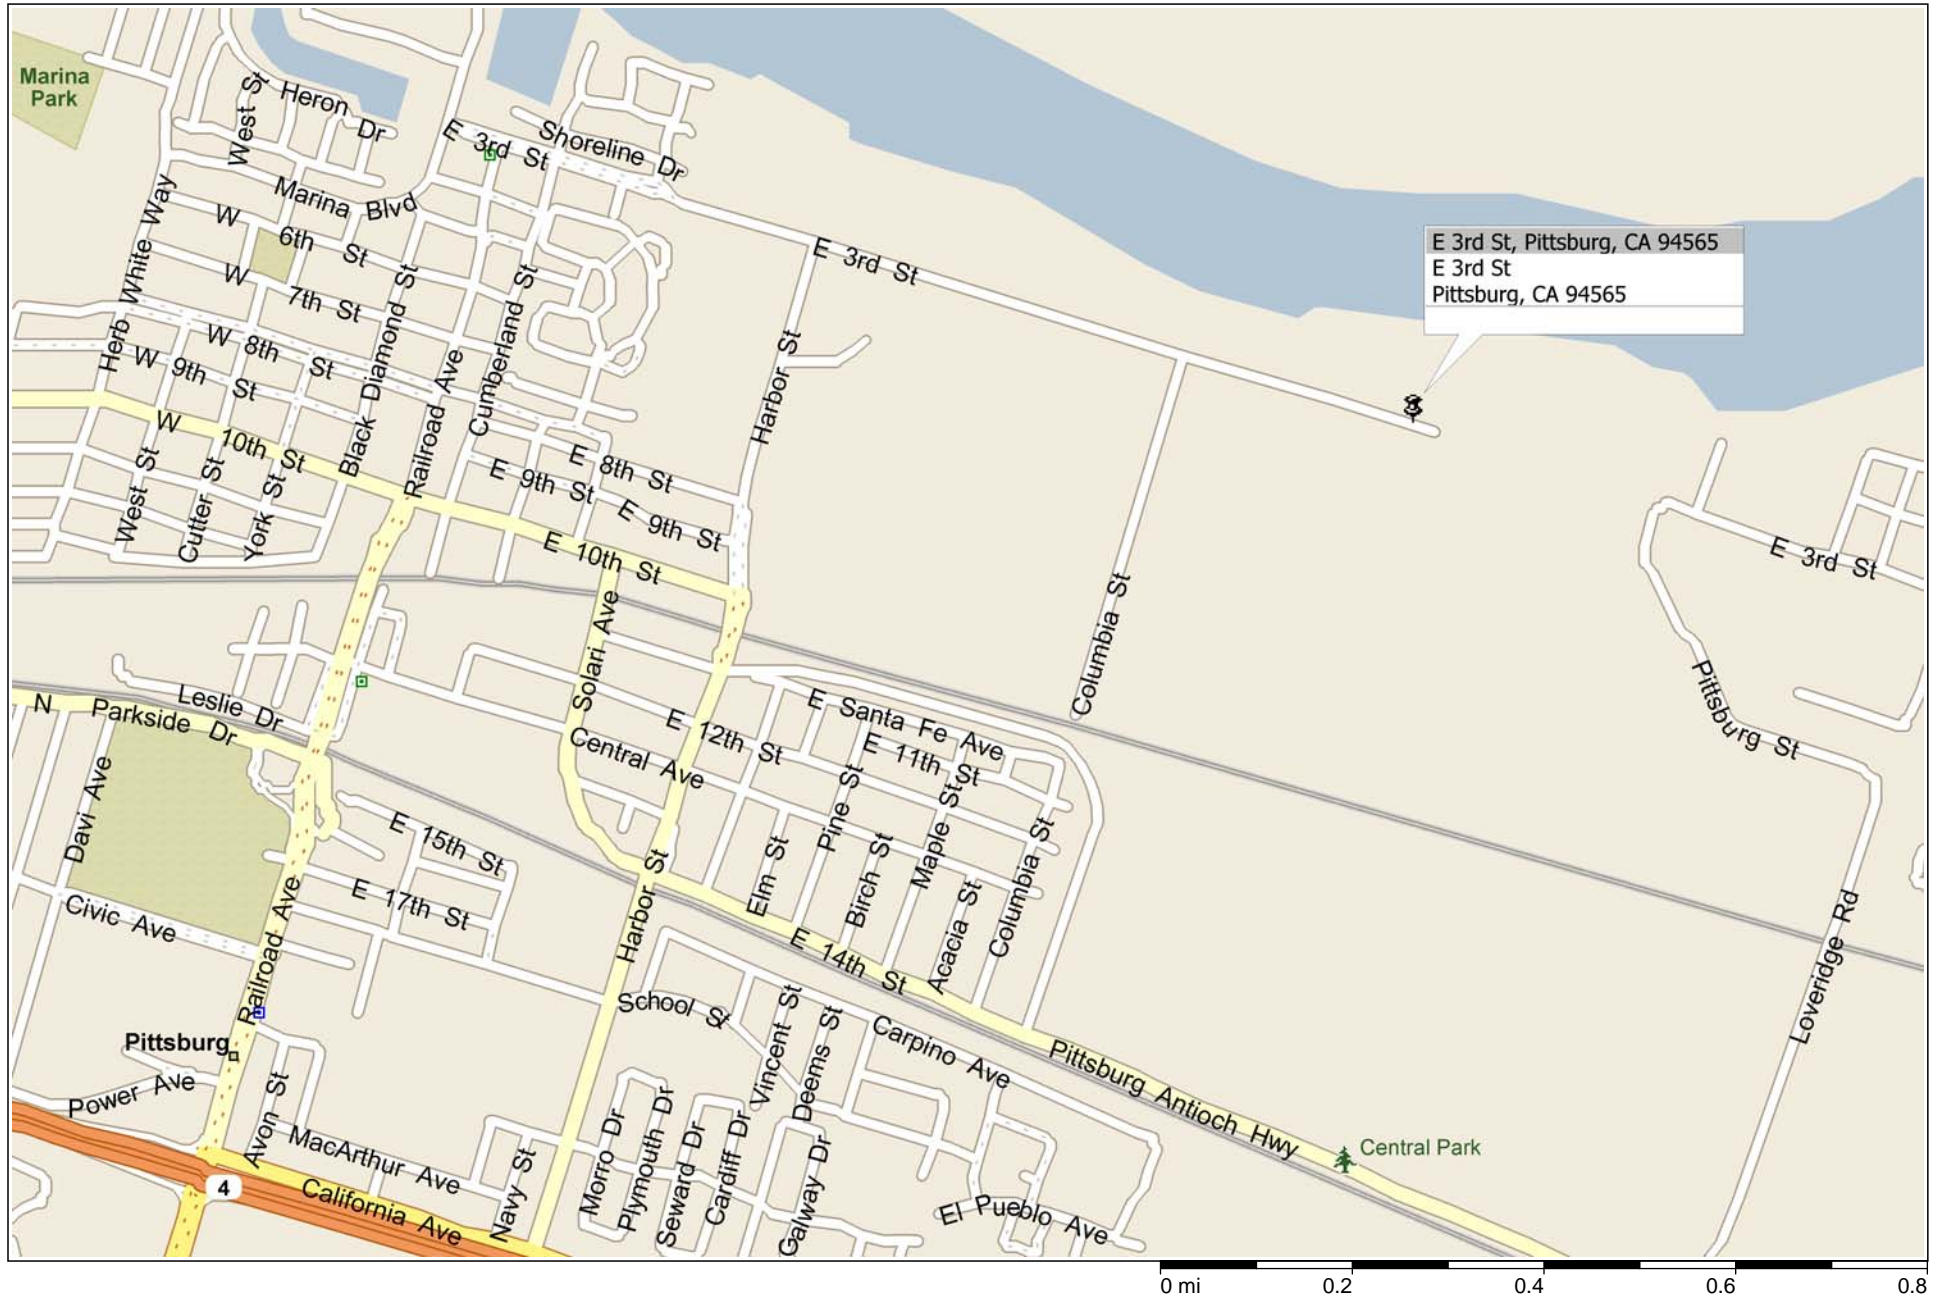 Marina
Park
West St
Heron Dr
E 3rd St
Shoreline Dr
Marina Blvd
Herb White Way
W 6th St
W 7th St
E 3rd St
E 3rd St, Pittsburg, CA 94565
E 3rd St
Pittsburg, CA 94565
W 8th St
W 9th St
Black Diamond St
Railroad Ave
Cumberland St
Harbor St
W 10th St
E 8th St
E 9th St
E 9th St
West St
Cutter St
York St
E 10th St
E 3rd St
Columbia St
Solari Ave
Leslie Dr
N Parkside Dr
E 12th St
E Santa Fe Ave
E 11th St
Central Ave
Pittsburg St
Davi Ave
E 15th St
E 17th St
Elm St
Pine St
Birch St
Maple St
Acacia St
Columbia St
Civic Ave
Railroad Ave
Harbor St
E 14th St
Loveridge Rd
School St
Vincent St
Deems St
Carpino Ave
Pittsburg
Pittsburg Antioch Hwy
Power Ave
Avon St
MacArthur Ave
Navy St
Morro Dr
Plymouth Dr
Seward Dr
Cardiff Dr
Galway Dr
Central Park
4
California Ave
El Pueblo Ave
0 mi 0.2 0.4 0.6 0.8